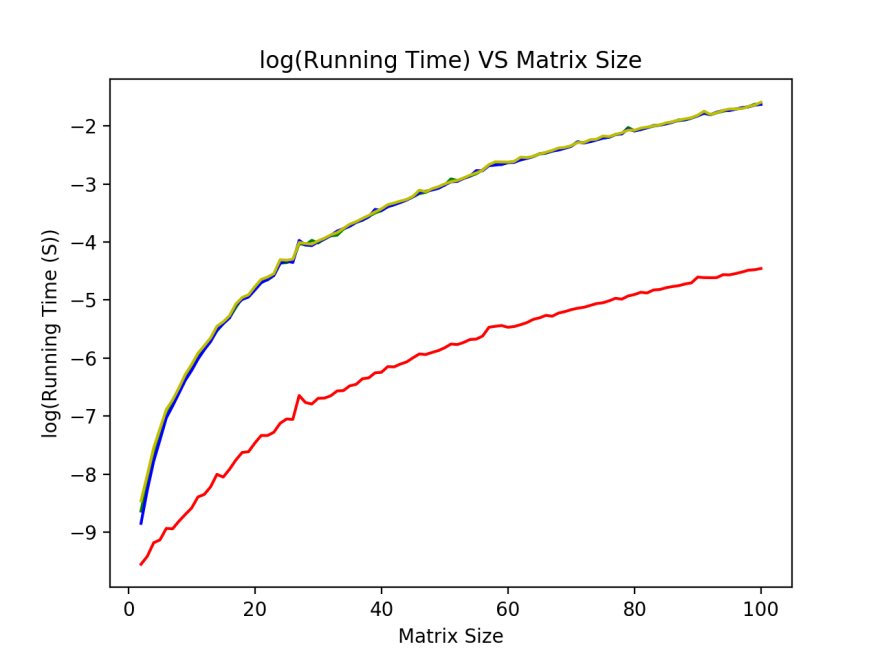 log(Running Time) VS Matrix Size
−2
−3
−4
−5
−6
−7
−8
−9
log(Running Time (S))
0 20 40 60 80 100
Matrix Size